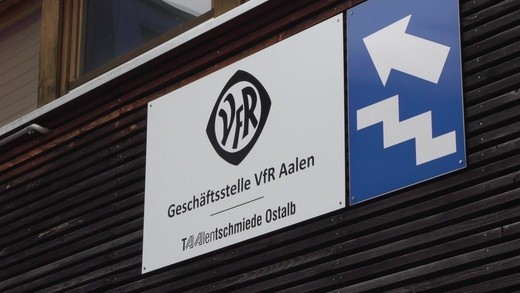 VfR
Geschäftsstelle VfR Aalen
TAAlentschmiede Ostalb